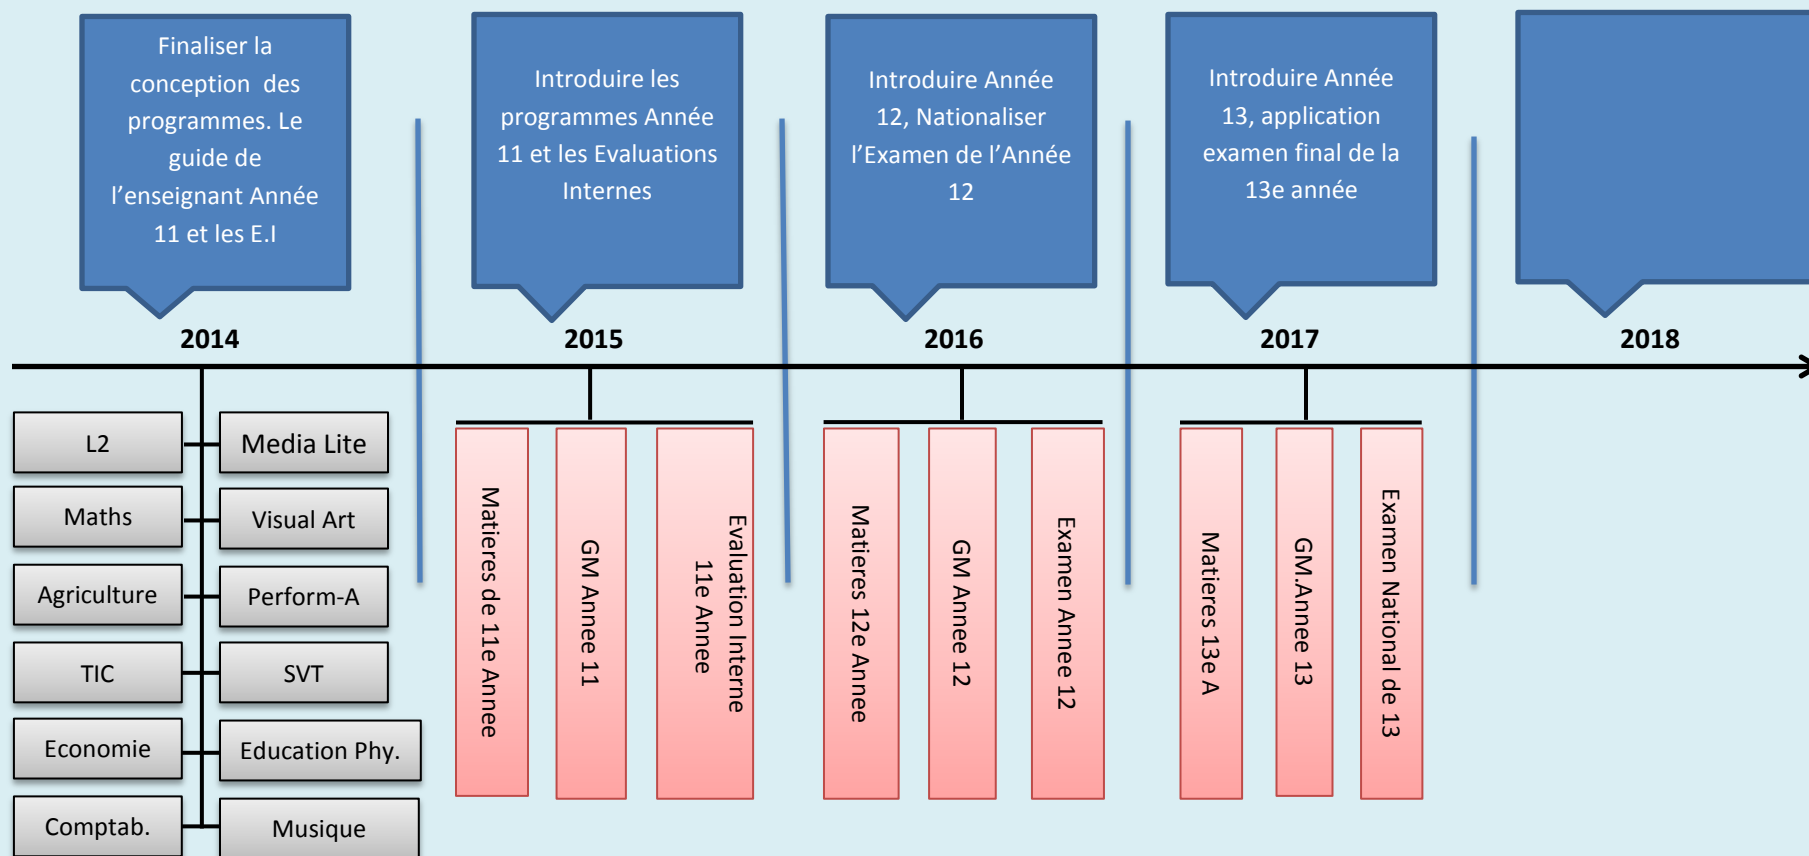 Finaliser la
conception des
programmes. Le
guide de
l’enseignant Année
11 et les E.I
Introduire les
programmes Année
11 et les Evaluations
Internes
Introduire Année
12, Nationaliser
l’Examen de l’Année
12
Introduire Année
13, application
examen final de la
13e année
2014
2015
2016
2017
2018
L2
Media Lite
Maths
Visual Art
Agriculture
Perform-A
TIC
SVT
Economie
Education Phy.
Comptab.
Musique
Matieres de 11e Annee
GM Annee 11
Evaluation Interne
11e Annee
Matieres 12e Annee
GM Annee 12
Examen Annee 12
Matieres 13e A
GM.Annee 13
Examen National de 13